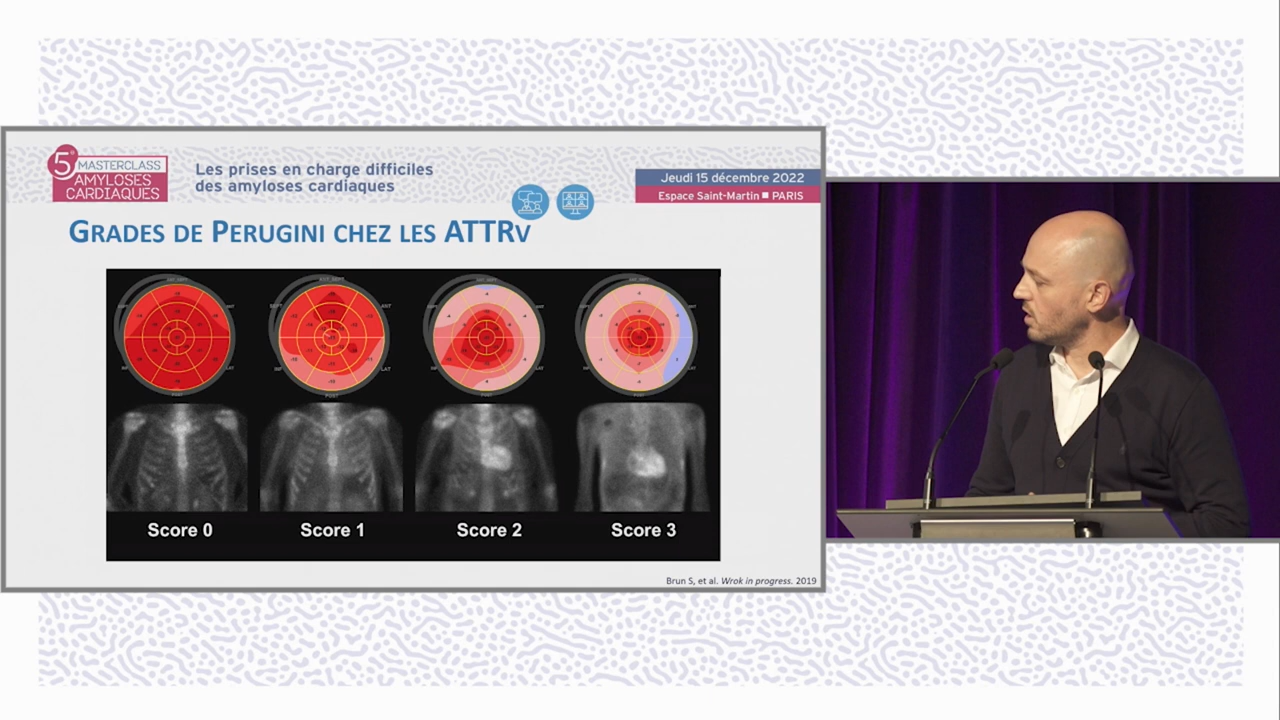 5e MASTERCLASS
AMYLOSES
CARDIAQUES
Les prises en charge difficiles
des amyloses cardiaques
Jeudi 15 décembre 2022
Espace Saint-Martin ■ PARIS
GRADES DE PERUGINI CHEZ LES ATTRV
Score 0
Score 1
Score 2
Score 3
Brun S, et al. Wrok in progress. 2019